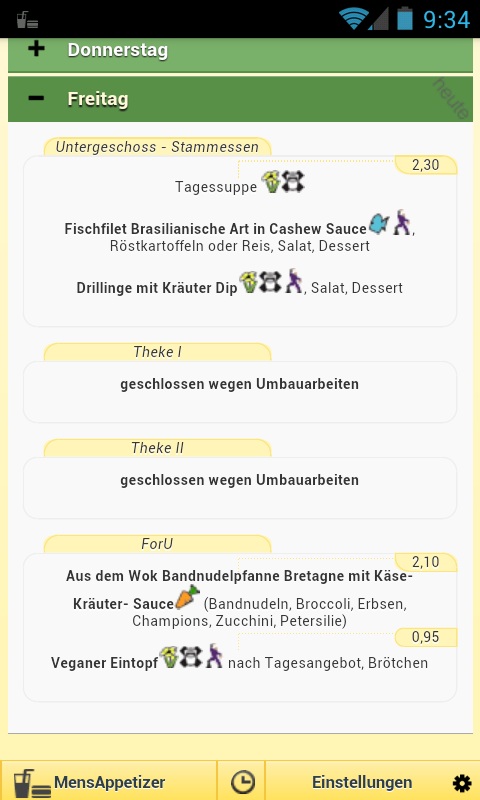 9:34
Donnerstag
Freitag
heute
Untergeschoss - Stammessen
2,30
Tagessuppe
Fischfilet Brasilianische Art in Cashew Sauce,
Röstkartoffeln oder Reis, Salat, Dessert
Drillinge mit Kräuter Dip, Salat, Dessert
Theke I
geschlossen wegen Umbauarbeiten
Theke II
geschlossen wegen Umbauarbeiten
ForU
2,10
Aus dem Wok Bandnudelpfanne Bretagne mit Käse-
Kräuter- Sauce (Bandnudeln, Broccoli, Erbsen,
Champions, Zucchini, Petersilie)
0,95
Veganer Eintopf nach Tagesangebot, Brötchen
MensAppetizer
Einstellungen